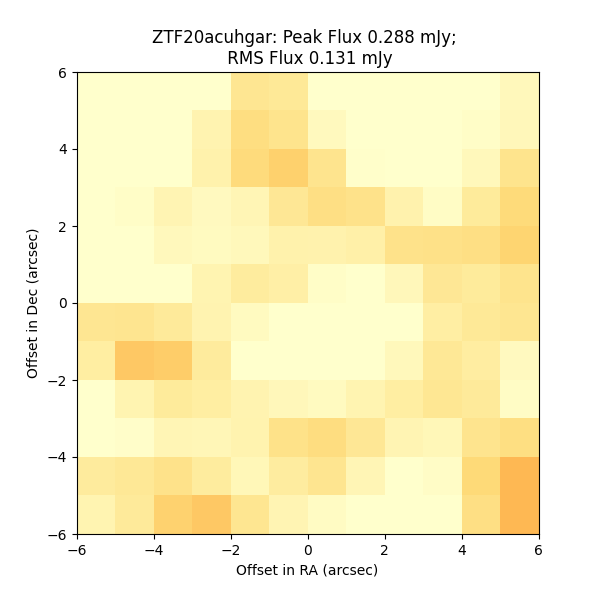 ZTF20acuhgar: Peak Flux 0.288 mJy;
RMS Flux 0.131 mJy
6
4
2
0
−2
−4
−6
Offset in Dec (arcsec)
−6 −4 −2 0 2 4 6
Offset in RA (arcsec)